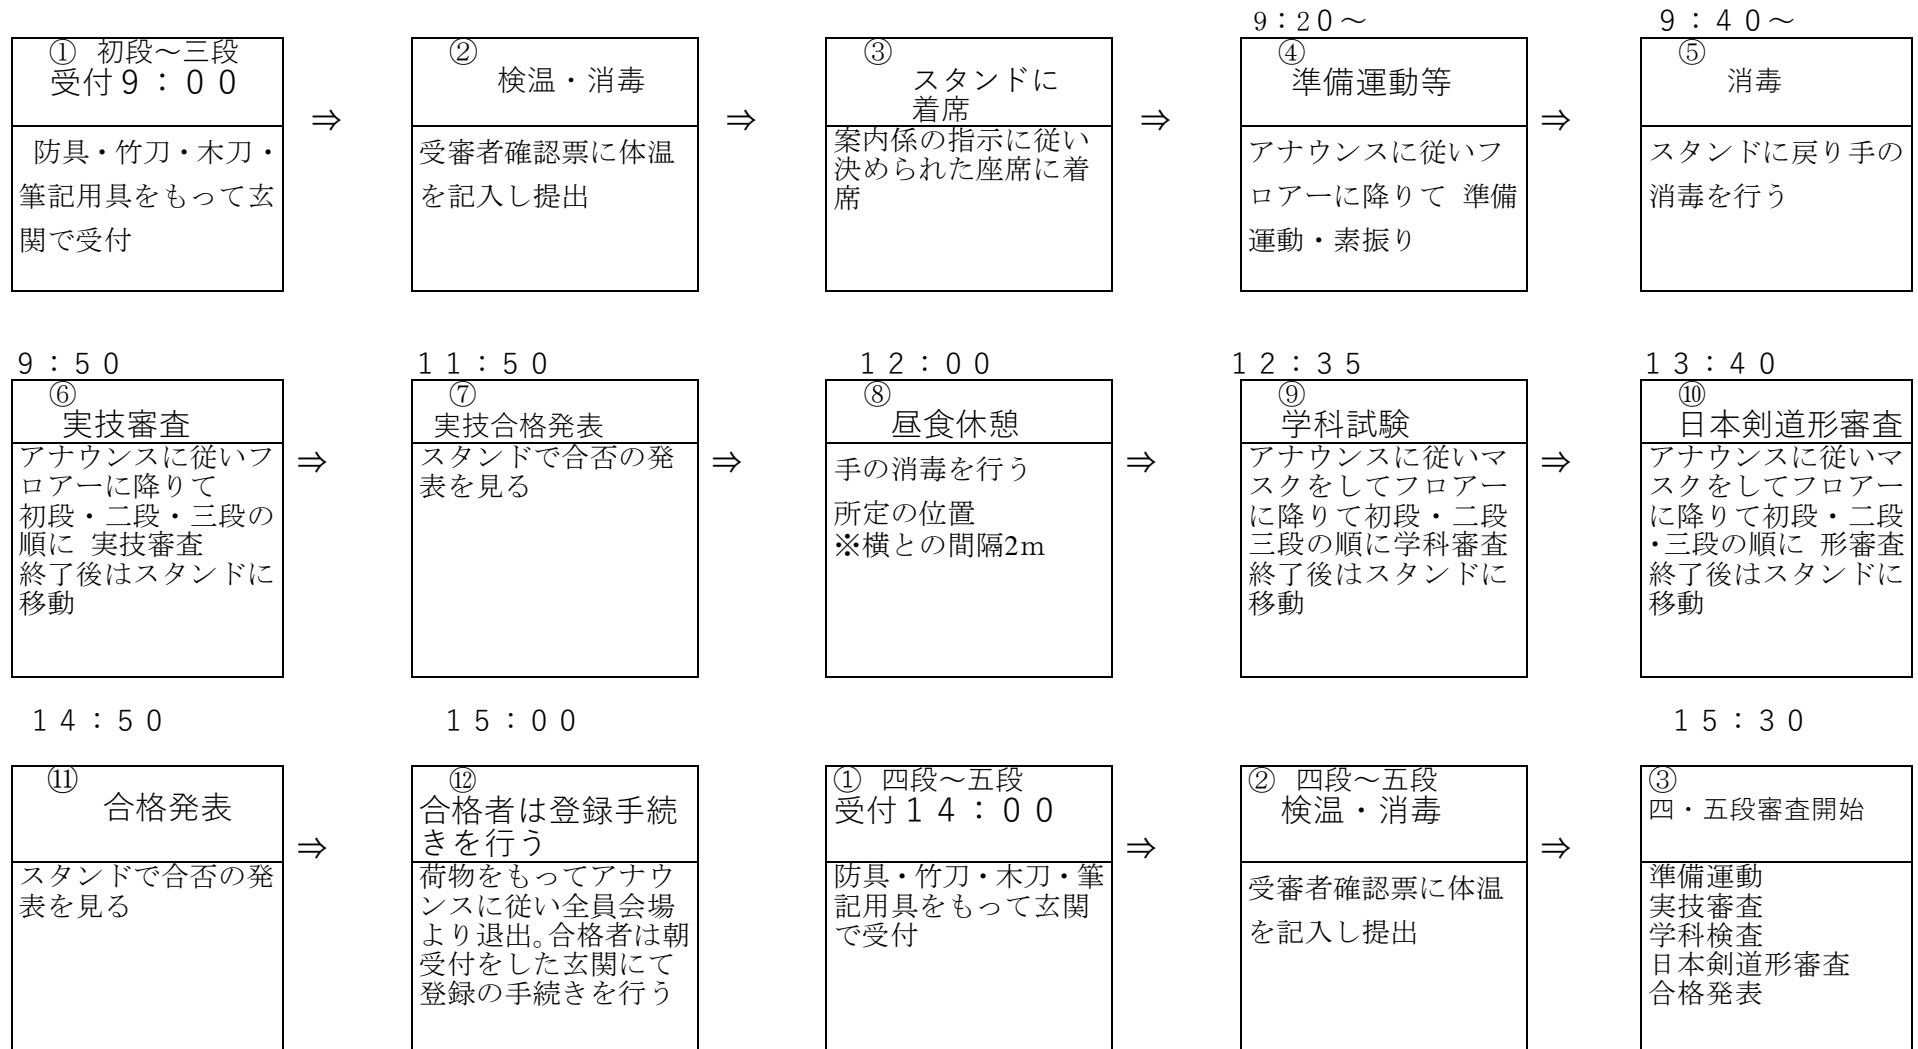 ① 初段～三段
受付９：００
防具・竹刀・木刀・
筆記用具をもって玄
関で受付
⇒
②
検温・消毒
受審者確認票に体温
を記入し提出
⇒
③
スタンドに
着席
案内係の指示に従い
決められた座席に着
席
⇒
9：20～
④
準備運動等
アナウンスに従いフ
ロアーに降りて 準備
運動・素振り
⇒
９：４０～
⑤
消毒
スタンドに戻り手の
消毒を行う
９：５０
⑥
実技審査
アナウンスに従いフ
ロアーに降りて
初段・二段・三段の
順に 実技審査
終了後はスタンドに
移動
⇒
１１：５０
⑦
実技合格発表
スタンドで合否の発
表を見る
⇒
１２：００
⑧
昼食休憩
手の消毒を行う
所定の位置
※横との間隔2m
⇒
１２：３５
⑨
学科試験
アナウンスに従いマ
スクをしてフロアー
に降りて初段・二段
三段の順に学科審査
終了後はスタンドに
移動
⇒
１３：４０
⑩
日本剣道形審査
アナウンスに従いマ
スクをしてフロアー
に降りて初段・二段
・三段の順に 形審査
終了後はスタンドに
移動
１４：５０
⑪
合格発表
スタンドで合否の発
表を見る
⇒
１５：００
⑫
合格者は登録手続
きを行う
荷物をもってアナウ
ンスに従い全員会場
より退出。合格者は朝
受付をした玄関にて
登録の手続きを行う
① 四段～五段
受付１４：００
防具・竹刀・木刀・筆
記用具をもって玄関
で受付
⇒
② 四段～五段
検温・消毒
受審者確認票に体温
を記入し提出
⇒
１５：３０
③
四・五段審査開始
準備運動
実技審査
学科検査
日本剣道形審査
合格発表